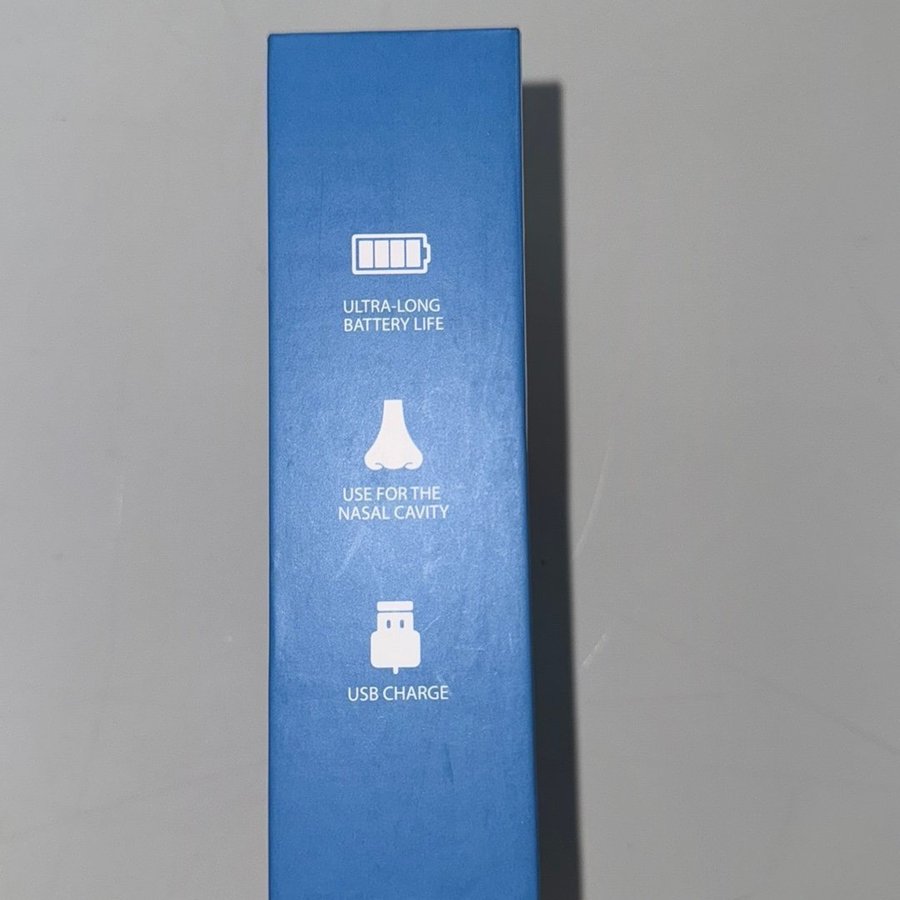 ULTRA-LONG
BATTERY LIFE
USE FOR THE
NASAL CAVITY
USB CHARGE